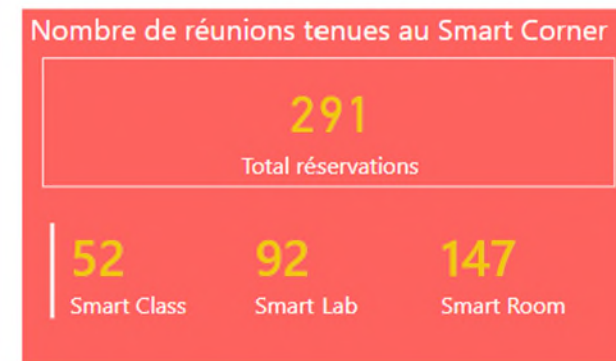 Nombre de réunions tenues au Smart Corner
291
Total réservations
52 92 147
Smart Class Smart Lab Smart Room